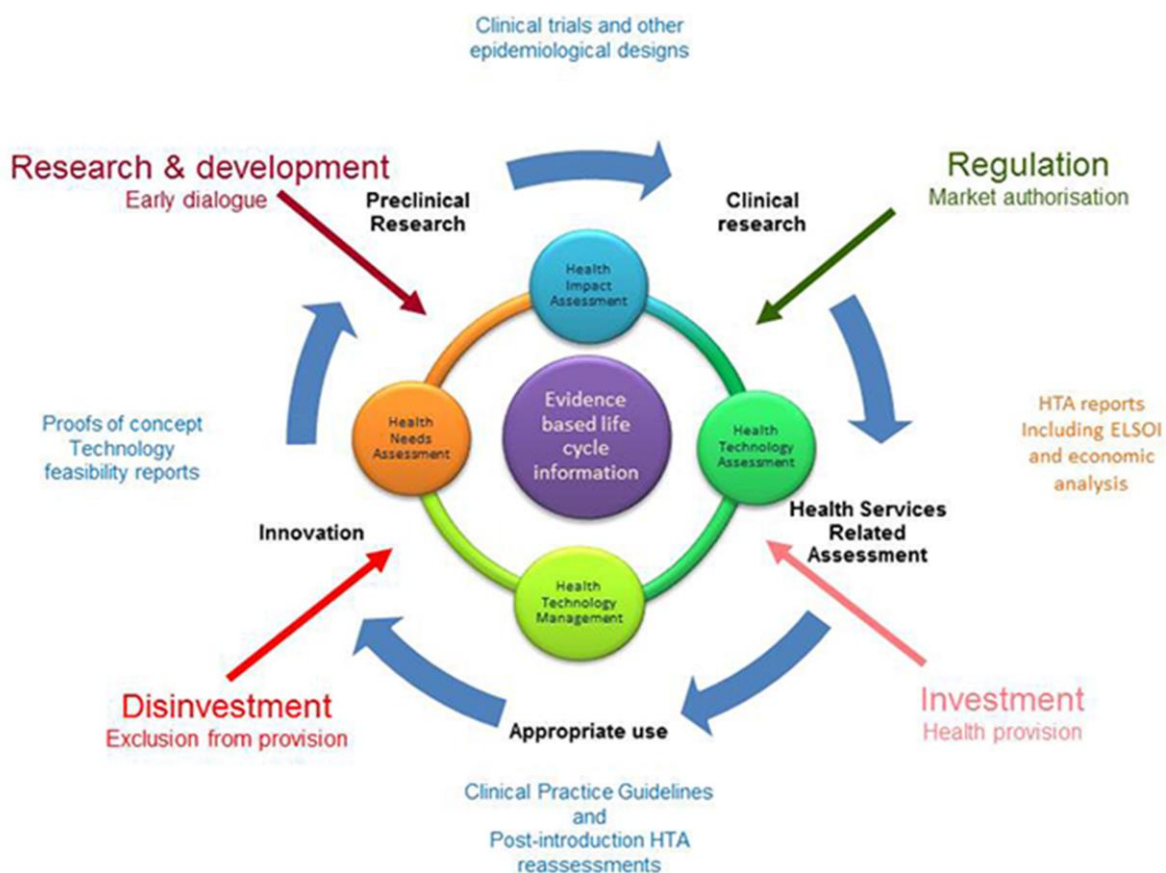 Clinical trials and other
epidemiological designs
Research & development
Early dialogue
Preclinical
Research
Clinical
research
Regulation
Market authorisation
Health
Impact
Assessment
Proofs of concept
Technology
feasibility reports
Health
Needs
Assessment
Evidence
based life
cycle
information
Health
Technology
Assessment
HTA reports
Including ELSOI
and economic
analysis
Innovation
Health Services
Related
Assessment
Health
Technology
Management
Disinvestment
Exclusion from provision
Appropriate use
Investment
Health provision
Clinical Practice Guidelines
and
Post-introduction HTA
reassessments